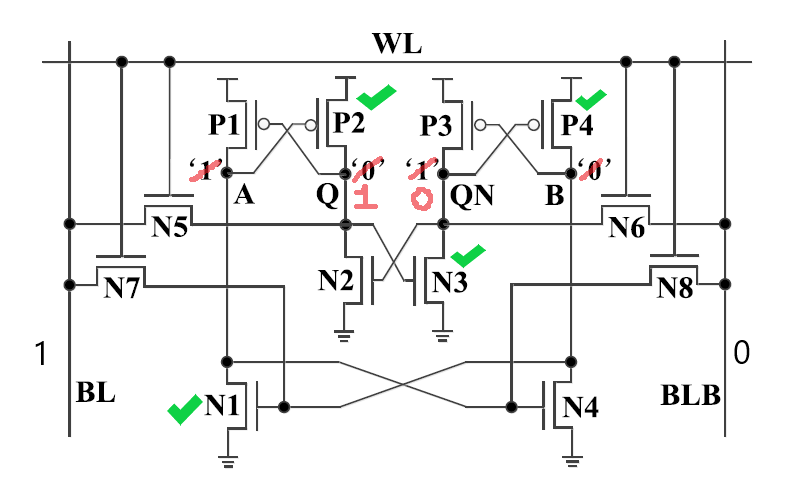 WL
P1 P2 P3 P4
‘1’ ‘0’ ‘1’ ‘0’
A Q QN B
1 0
N5 N6
N2 N3
N7 N8
1 0
BL BLB
N1 N4